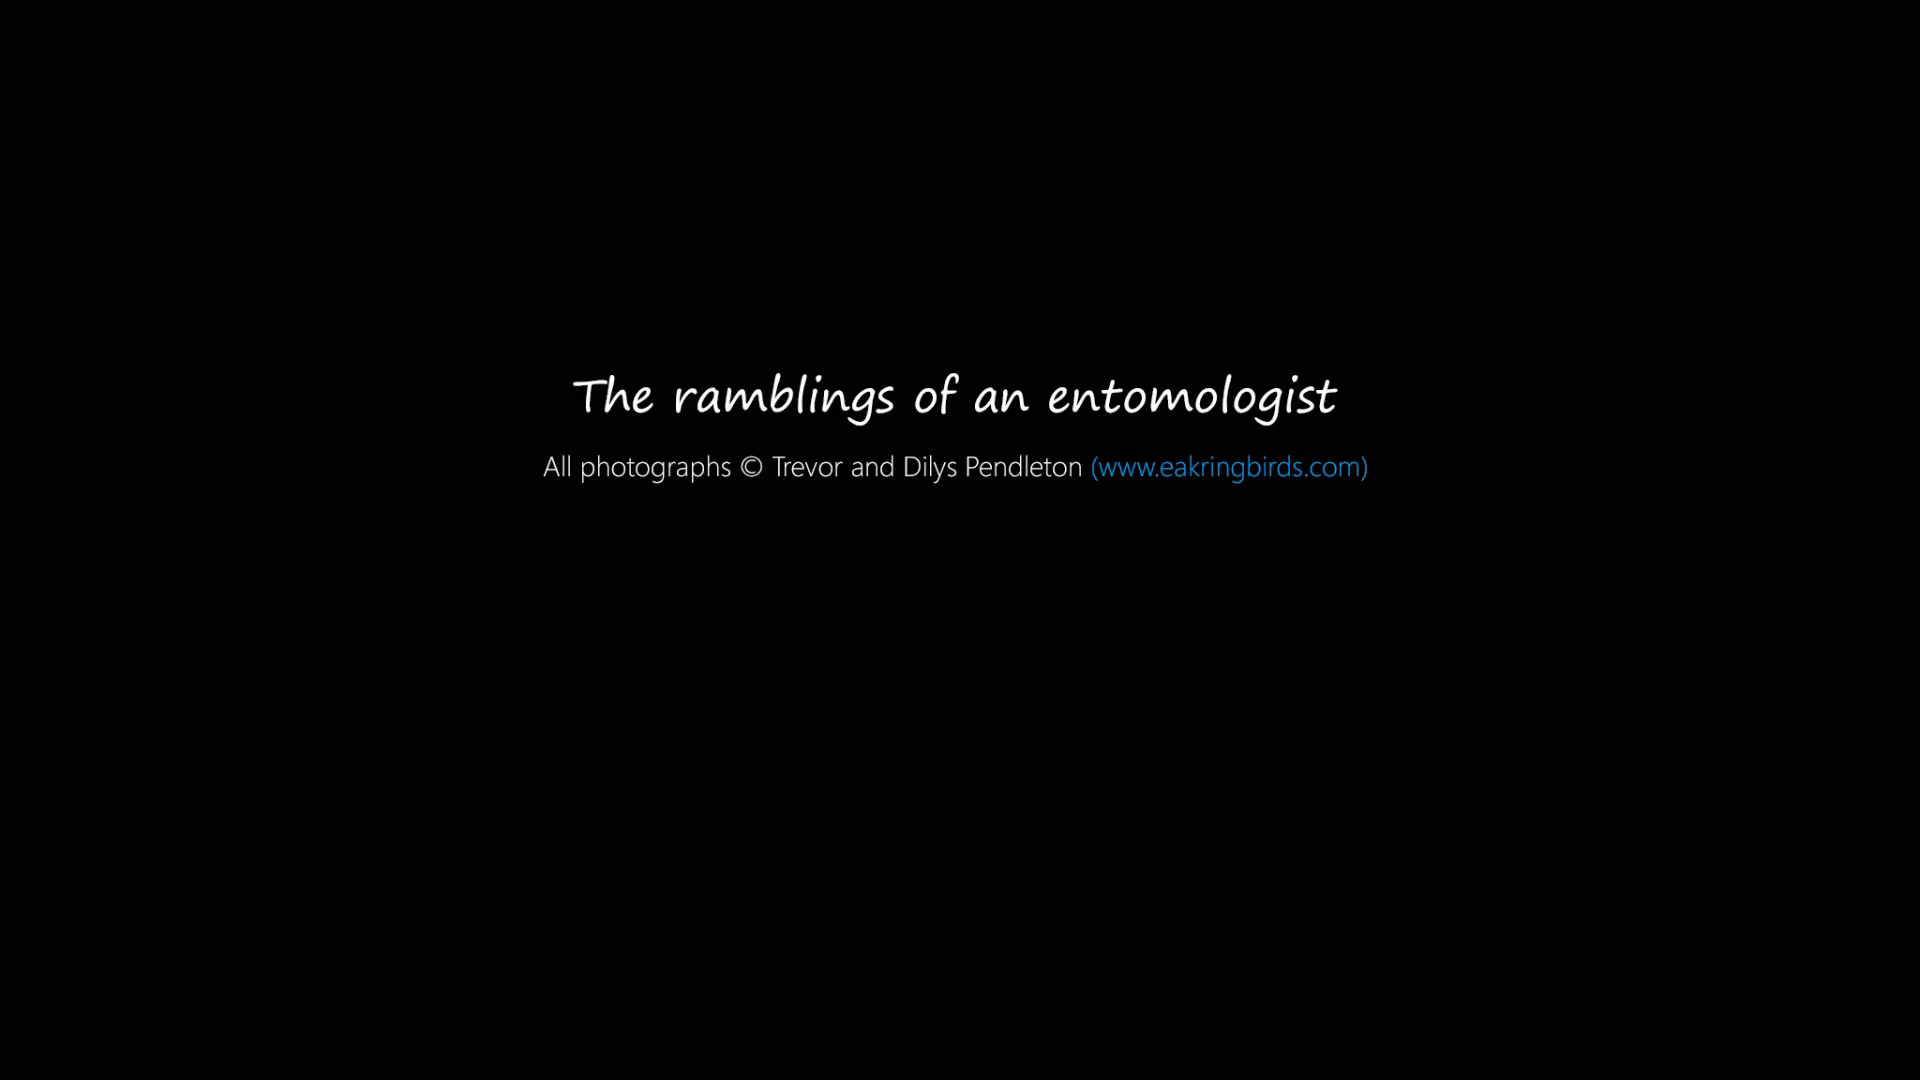 The ramblings of an entomologist
All photographs © Trevor and Dilys Pendleton (www.eakringbirds.com)